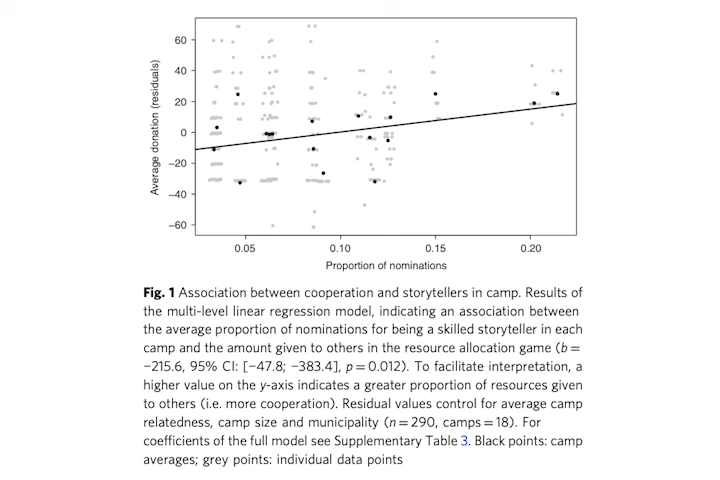 60
40
20
0
−20
−40
−60
Average donation (residuals)
0.05 0.10 0.15 0.20
Proportion of nominations
Fig. 1 Association between cooperation and storytellers in camp. Results of
the multi-level linear regression model, indicating an association between
the average proportion of nominations for being a skilled storyteller in each
camp and the amount given to others in the resource allocation game (b=
−215.6, 95% CI: [−47.8; −383.4], p=0.012). To facilitate interpretation, a
higher value on the y-axis indicates a greater proportion of resources given
to others (i.e. more cooperation). Residual values control for average camp
relatedness, camp size and municipality (n=290, camps=18). For
coefficients of the full model see Supplementary Table 3. Black points: camp
averages; grey points: individual data points